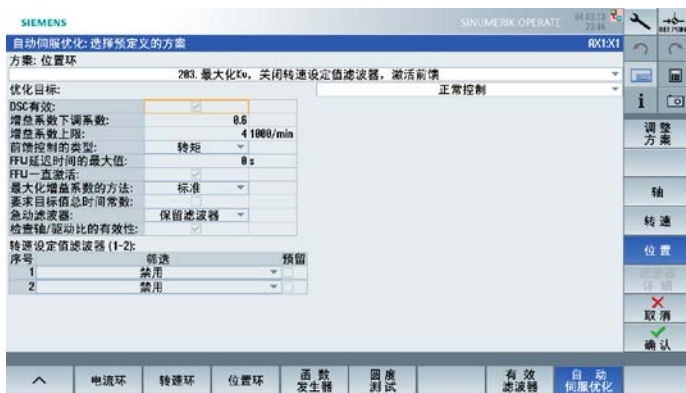 SIEMENS
SINUMERIK OPERATE
23:46
自动伺服优化:选择预定义的方案 AX1:X1
方案: 位置环
203. 最大化Kv, 关闭转速设定值滤波器, 激活前馈
优化目标: 正常控制
DSC有效:
增益系数下调系数: 0.6
增益系数上限: 4 1000/min
前馈控制的类型: 转矩
FFW延迟时间的最大值: 0 s
FFW一直激活:
最大化增益系数的方法: 标准
要求目标值总时间常数:
急动滤波器: 保留滤波器
检查轴/驱动比的有效性:
转速设定值滤波器 (1-2):
序号 筛选 预留
1 禁用
2 禁用
调整
方案
轴
转速
位置
滤波器
详细
取消
确认
电流环
转速环
位置环
函数
发生器
圆度
测试
有效
滤波器
自动
伺服优化